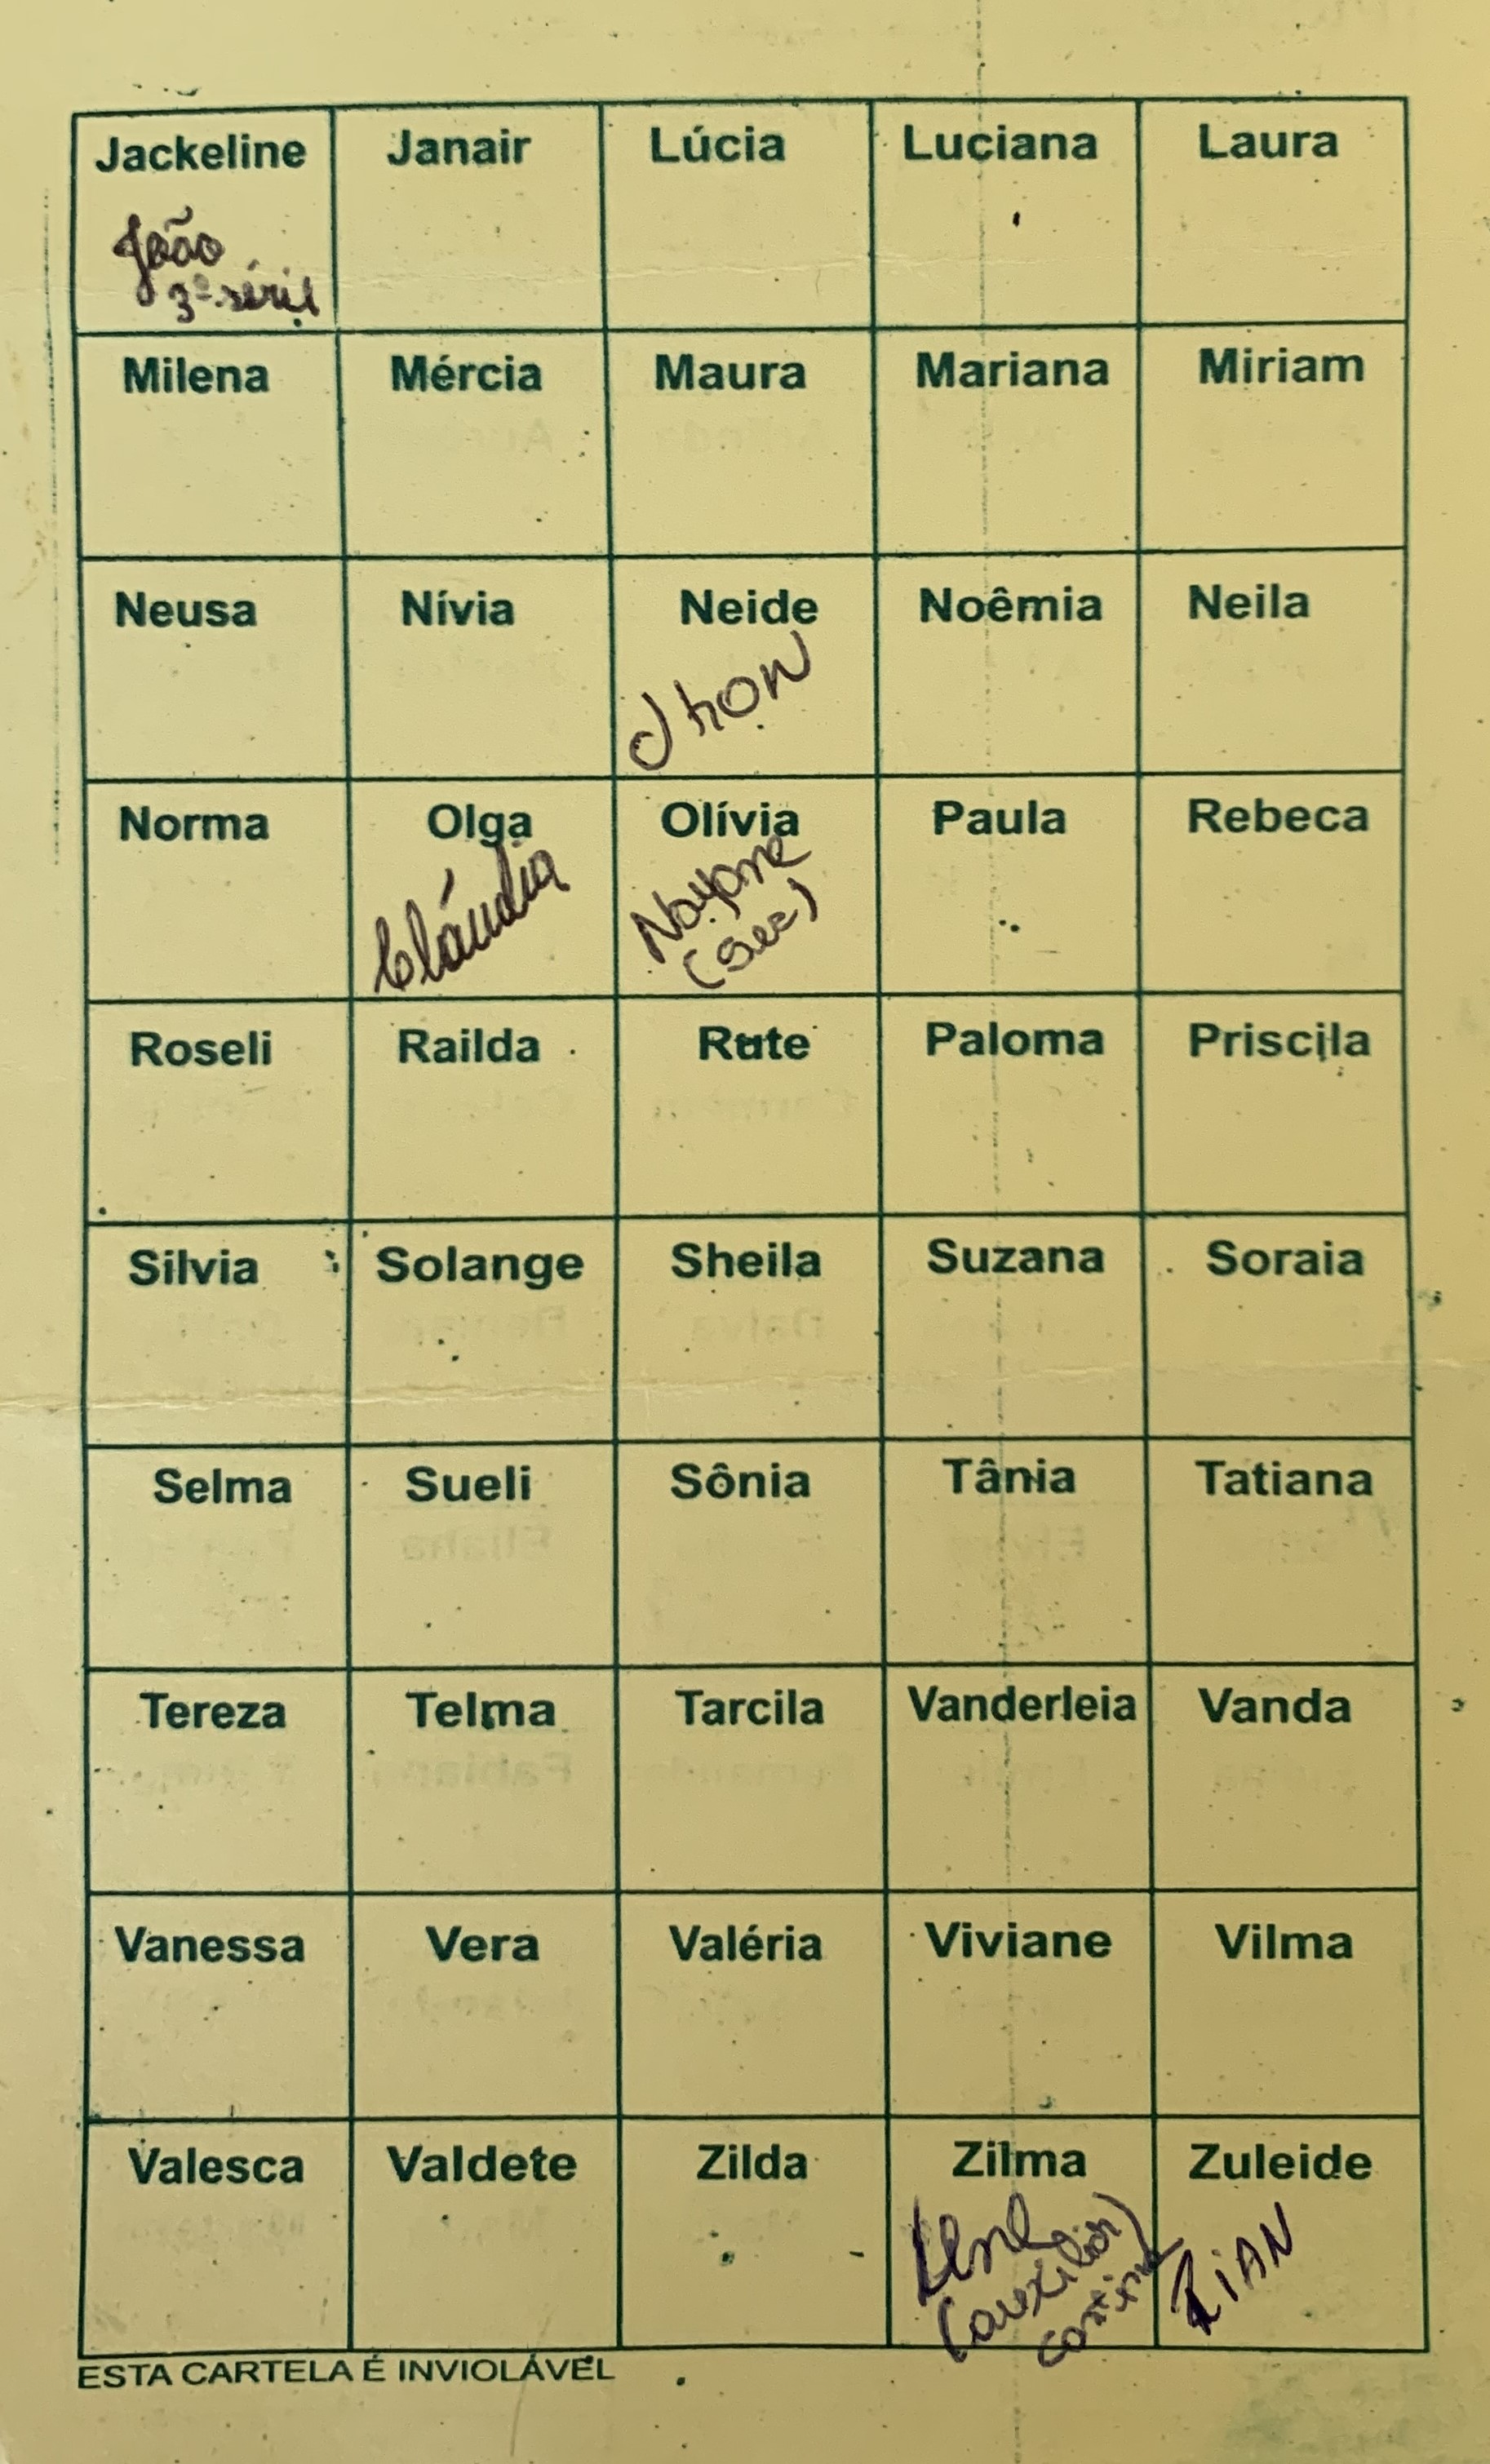 Jackeline Janair Lúcia Luciana Laura
João
3ª série
Milena Mércia Maura Mariana Miriam
Neusa Nívia Neide Noêmia Neila
Jhon
Norma Olga Olívia Paula Rebeca
Cláudia Nayane
(sec)
Roseli Railda Rute Paloma Priscila
Silvia Solange Sheila Suzana Soraia
Selma Sueli Sônia Tânia Tatiana
Tereza Telma Tarcila Vanderleia Vanda
Vanessa Vera Valéria Viviane Vilma
Valesca Valdete Zilda Zilma Zuleide
RiAN
(auxiliar)
ESTA CARTELA É INVIOLÁVEL